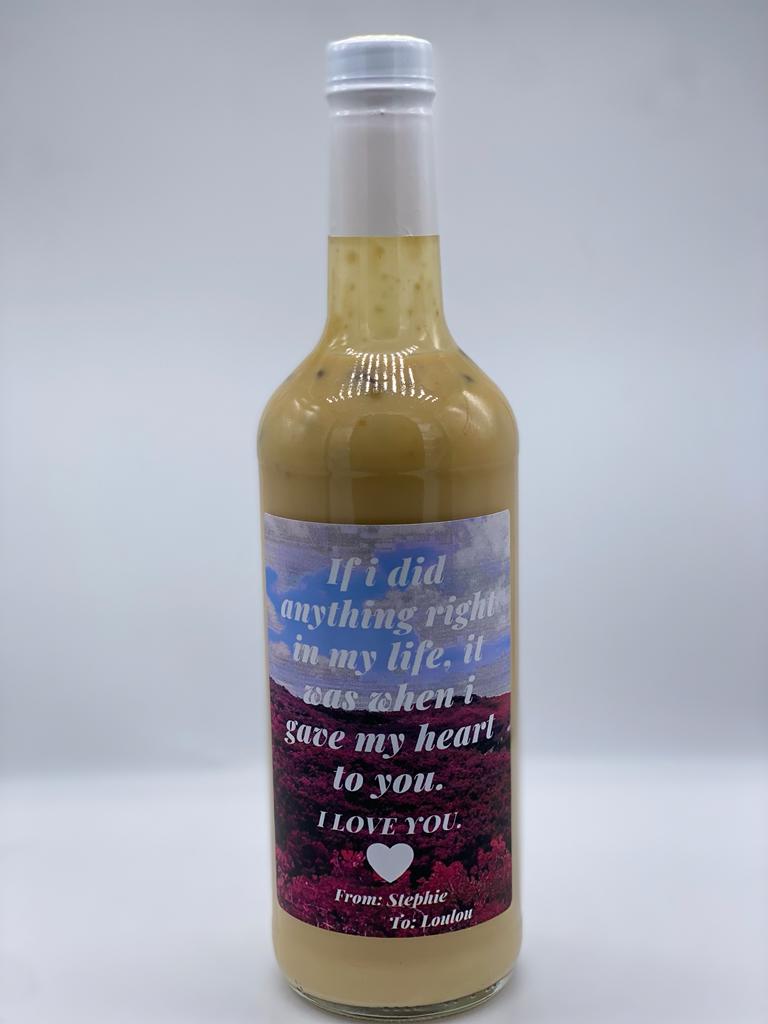 If i did
anything right
in my life, it
was when i
gave my heart
to you.
I LOVE YOU.
From: Stephie
To: Loulou